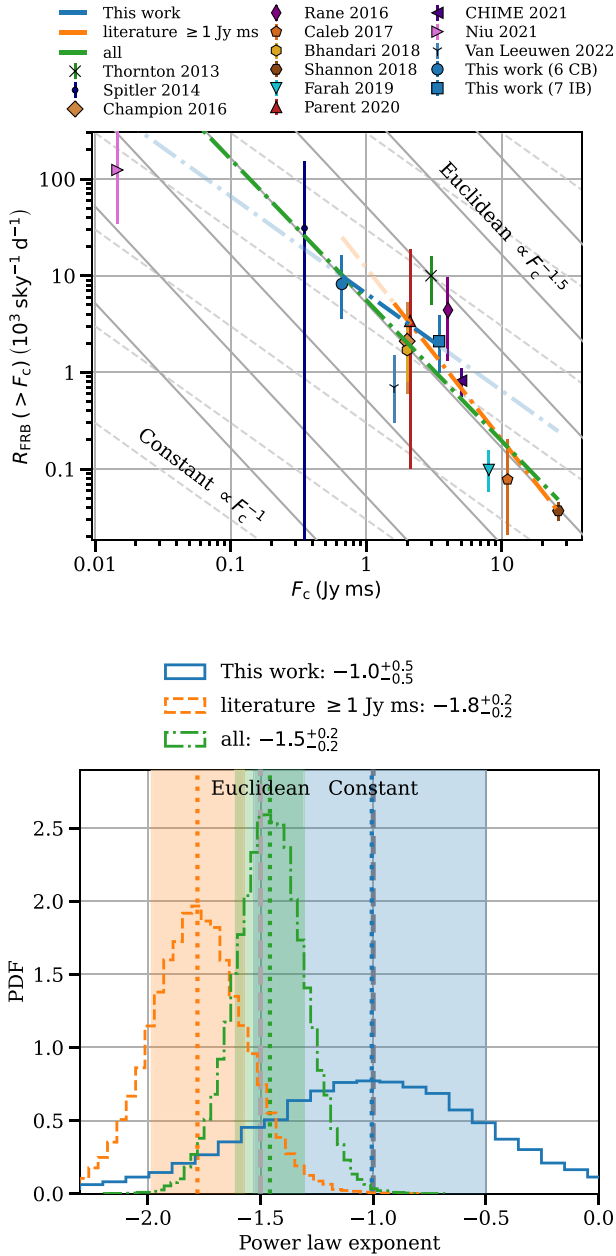 This work
literature ≥ 1 Jy ms
all
Thornton 2013
Spitler 2014
Champion 2016
Rane 2016
Caleb 2017
Bhandari 2018
Shannon 2018
Farah 2019
Parent 2020
CHIME 2021
Niu 2021
Van Leeuwen 2022
This work (6 CB)
This work (7 IB)
100
10
1
0.1
R_FRB ( > F_c) (10³ sky⁻¹ d⁻¹)
Euclidean ∝ F_c^−1.5
Constant ∝ F_c^−1
0.01
0.1
1
10
F_c (Jy ms)
This work: −1.0 +0.5 −0.5
literature ≥ 1 Jy ms: −1.8 +0.2 −0.2
all: −1.5 +0.2 −0.2
Euclidean
Constant
2.5
2.0
1.5
1.0
0.5
0.0
PDF
−2.0
−1.5
−1.0
−0.5
0.0
Power law exponent